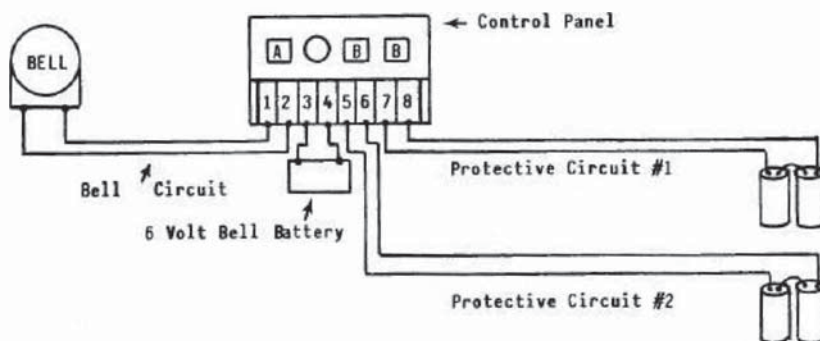 Control Panel
BELL
A B B
1 2 3 4 5 6 7 8
Protective Circuit #1
Bell Circuit
6 Volt Bell Battery
Protective Circuit #2